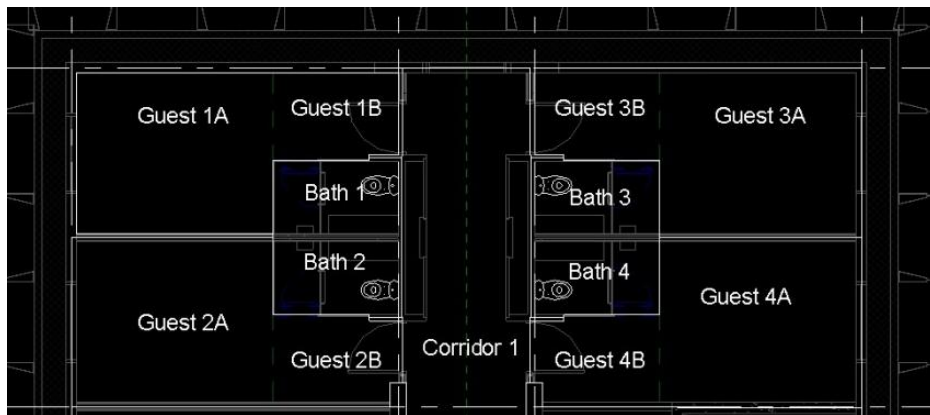 Guest 1A
Guest 1B
Guest 3B
Guest 3A
Bath 1
Bath 3
Bath 2
Bath 4
Guest 2A
Guest 4A
Guest 2B
Corridor 1
Guest 4B